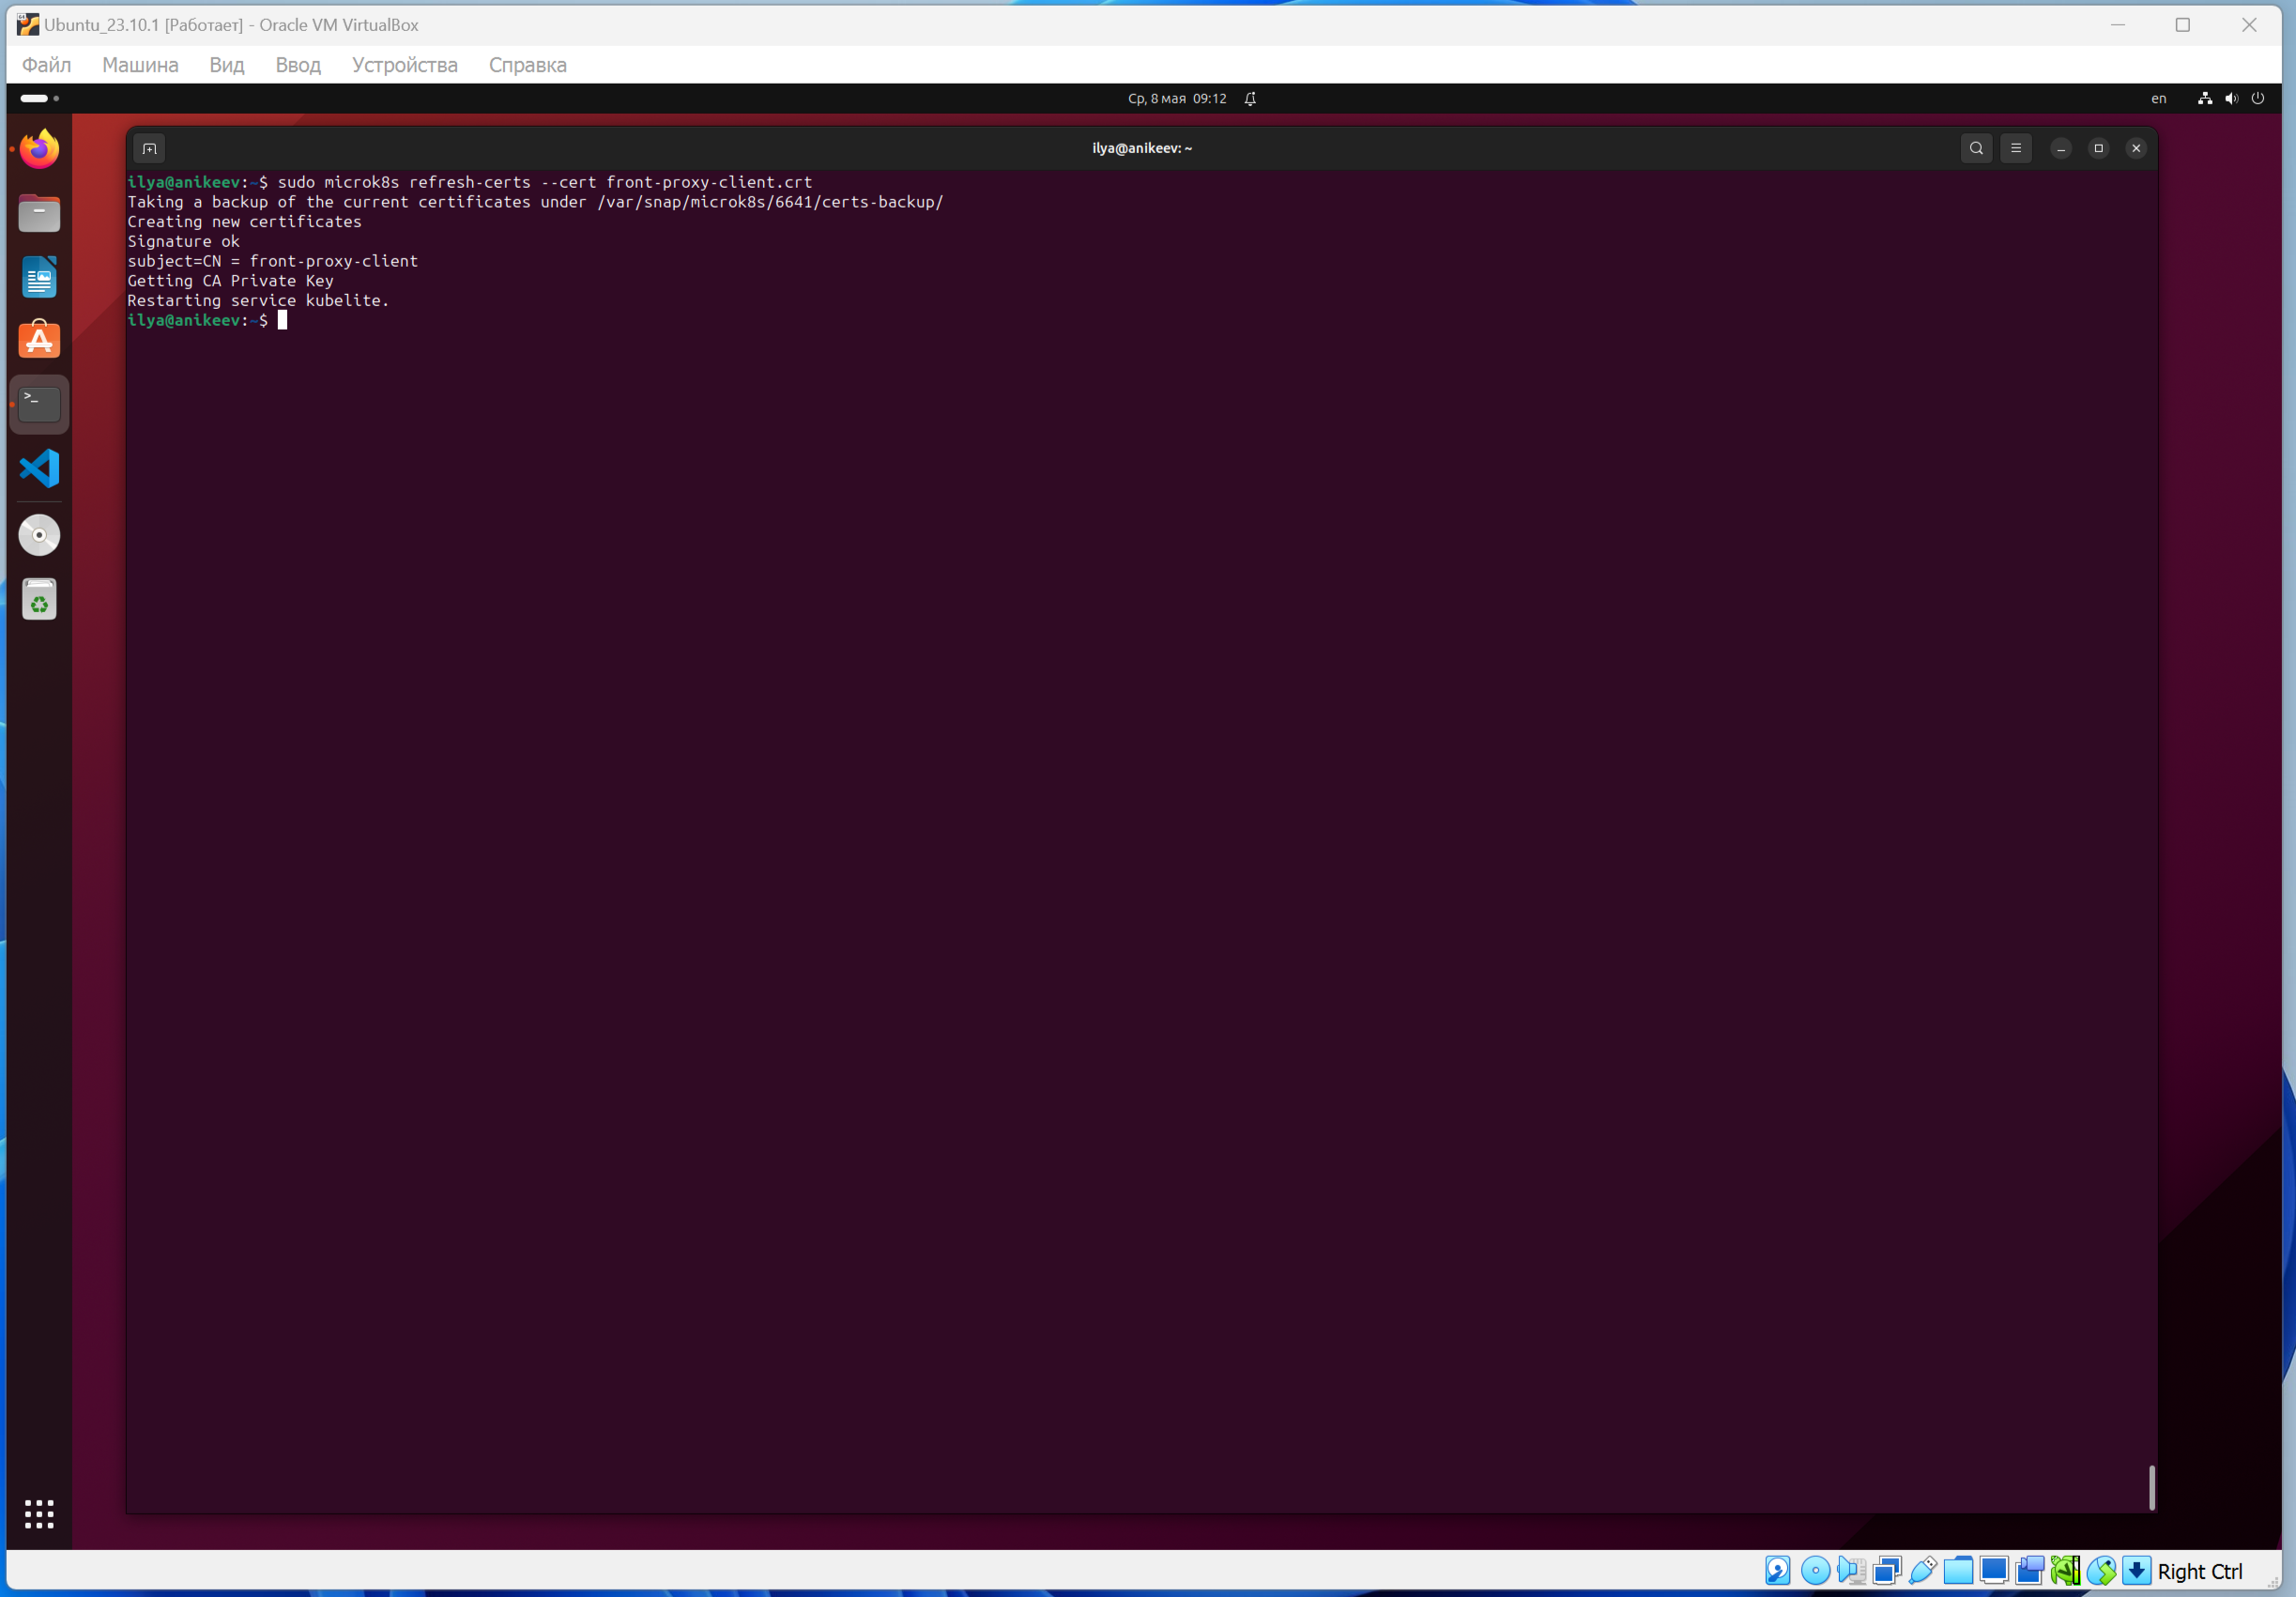 Ubuntu_23.10.1 [Работает] - Oracle VM VirtualBox
Файл Машина Вид Ввод Устройства Справка
Ср, 8 мая 09:12
en
ilya@anikeev: ~
ilya@anikeev:~$ sudo microk8s refresh-certs --cert front-proxy-client.crt
Taking a backup of the current certificates under /var/snap/microk8s/6641/certs-backup/
Creating new certificates
Signature ok
subject=CN = front-proxy-client
Getting CA Private Key
Restarting service kubelite.
ilya@anikeev:~$
Right Ctrl